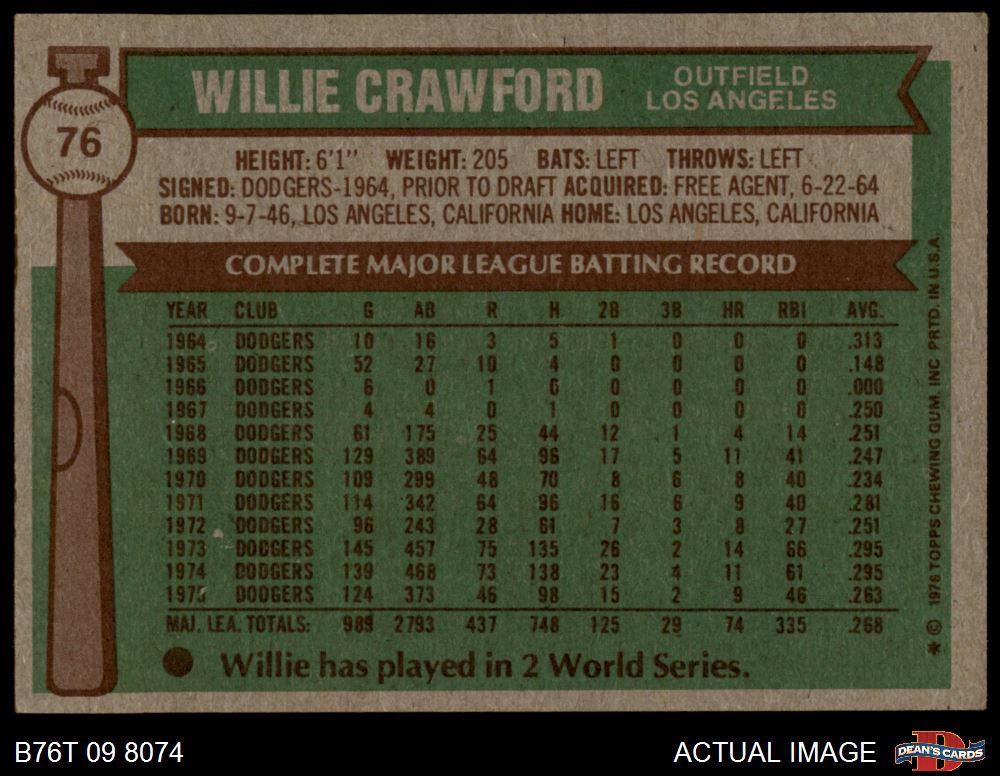 WILLIE CRAWFORD
OUTFIELD
LOS ANGELES
76
HEIGHT: 6'1" WEIGHT: 205 BATS: LEFT THROWS: LEFT
SIGNED: DODGERS-1964, PRIOR TO DRAFT ACQUIRED: FREE AGENT, 6-22-64
BORN: 9-7-46, LOS ANGELES, CALIFORNIA HOME: LOS ANGELES, CALIFORNIA
COMPLETE MAJOR LEAGUE BATTING RECORD
YEAR CLUB G AB R H 2B 3B HR RBI AVG.
1964 DODGERS 10 16 3 5 1 0 0 0 .313
1965 DODGERS 52 27 10 4 0 0 0 0 .148
1966 DODGERS 6 0 1 0 0 0 0 0 .000
1967 DODGERS 4 4 0 1 0 0 0 0 .250
1968 DODGERS 61 175 25 44 12 1 4 14 .251
1969 DODGERS 129 389 64 96 17 5 11 41 .247
1970 DODGERS 109 299 48 70 8 6 8 40 .234
1971 DODGERS 114 342 64 96 16 6 9 40 .281
1972 DODGERS 96 243 28 61 7 3 8 27 .251
1973 DODGERS 145 457 75 135 26 2 14 66 .295
1974 DODGERS 139 468 73 138 23 4 11 61 .295
1975 DODGERS 124 373 46 98 15 2 9 46 .263
MAJ. LEA. TOTALS: 989 2793 437 748 125 29 74 335 .268
Willie has played in 2 World Series.
* © 1976 TOPPS CHEWING GUM, INC PRTD. IN U.S.A.
B76T 09 8074
ACTUAL IMAGE
D
DEAN'S CARDS